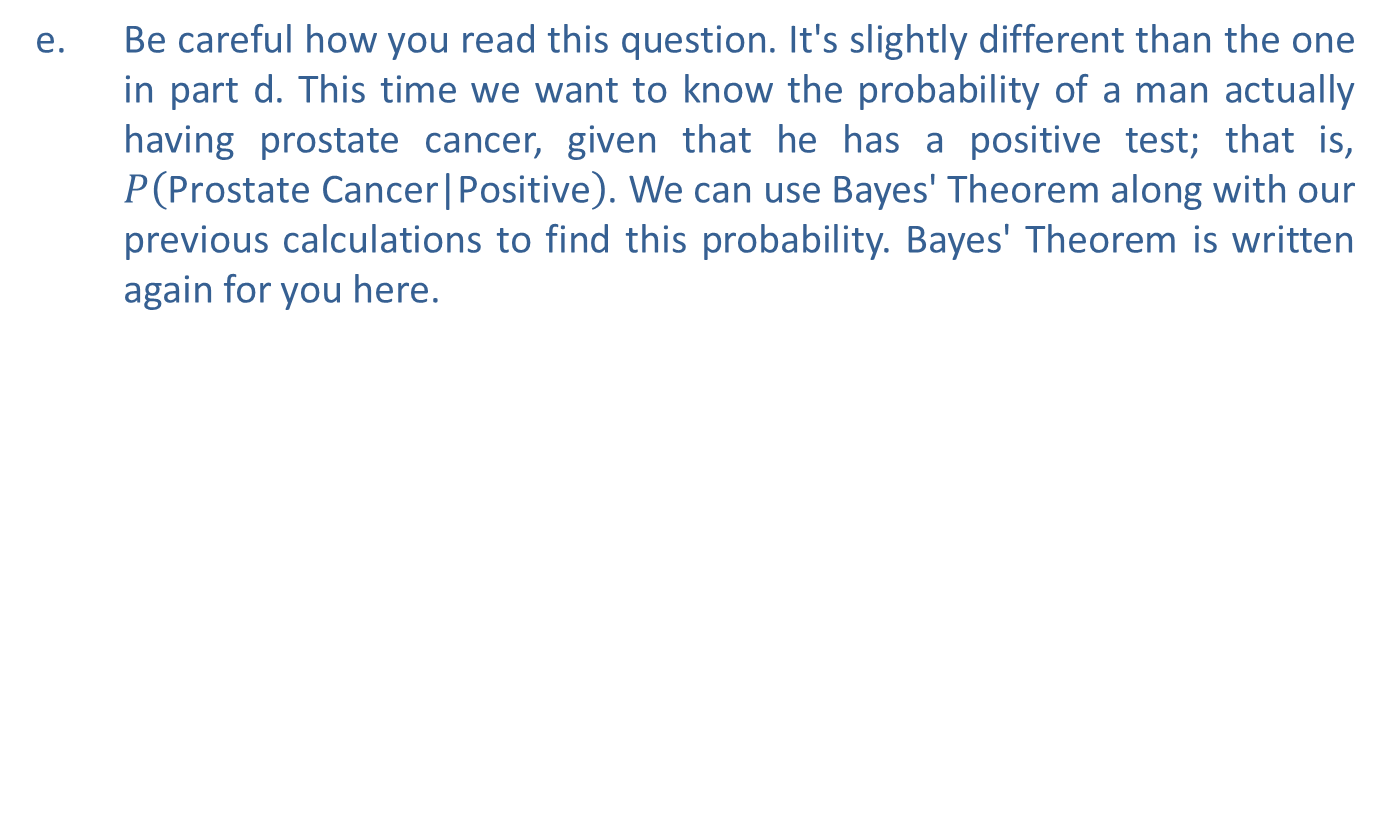 e. Be careful how you read this question. It's slightly different than the one
in part d. This time we want to know the probability of a man actually
having prostate cancer, given that he has a positive test; that is,
P(Prostate Cancer|Positive). We can use Bayes' Theorem along with our
previous calculations to find this probability. Bayes' Theorem is written
again for you here.